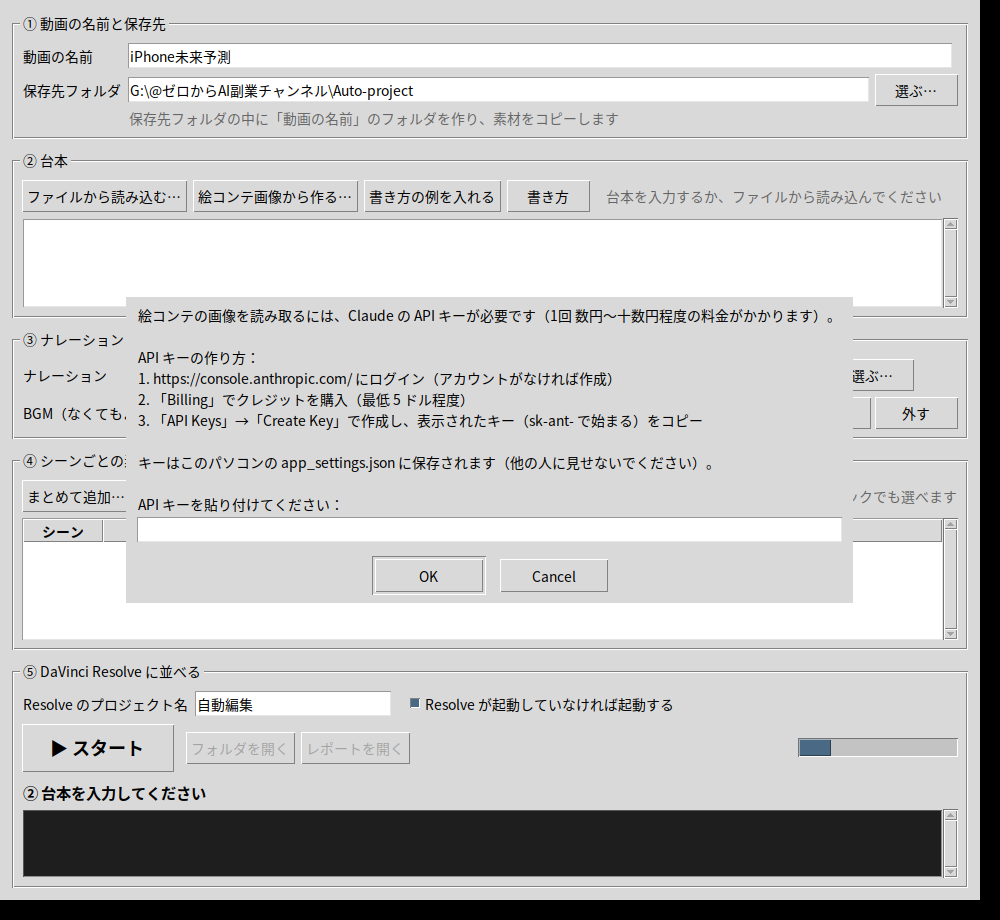 ① 動画の名前と保存先
動画の名前
iPhone未来予測
保存先フォルダ
G:\@ゼロからAI副業チャンネル\Auto-project
選ぶ…
保存先フォルダの中に「動画の名前」のフォルダを作り、素材をコピーします
② 台本
ファイルから読み込む…
絵コンテ画像から作る…
書き方の例を入れる
書き方
台本を入力するか、ファイルから読み込んでください
絵コンテの画像を読み取るには、Claude の API キーが必要です（1回 数円〜十数円程度の料金がかかります）。
API キーの作り方：
1. https://console.anthropic.com/ にログイン（アカウントがなければ作成）
2. 「Billing」でクレジットを購入（最低 5 ドル程度）
3. 「API Keys」→「Create Key」で作成し、表示されたキー（sk-ant- で始まる）をコピー
キーはこのパソコンの app_settings.json に保存されます（他の人に見せないでください）。
API キーを貼り付けてください：
OK
Cancel
③ ナレーション
ナレーション
選ぶ…
BGM（なくても
外す
④ シーンごとの
まとめて追加…
クでも選べます
シーン
⑤ DaVinci Resolve に並べる
Resolve のプロジェクト名
自動編集
Resolve が起動していなければ起動する
▶ スタート
フォルダを開く
レポートを開く
② 台本を入力してください